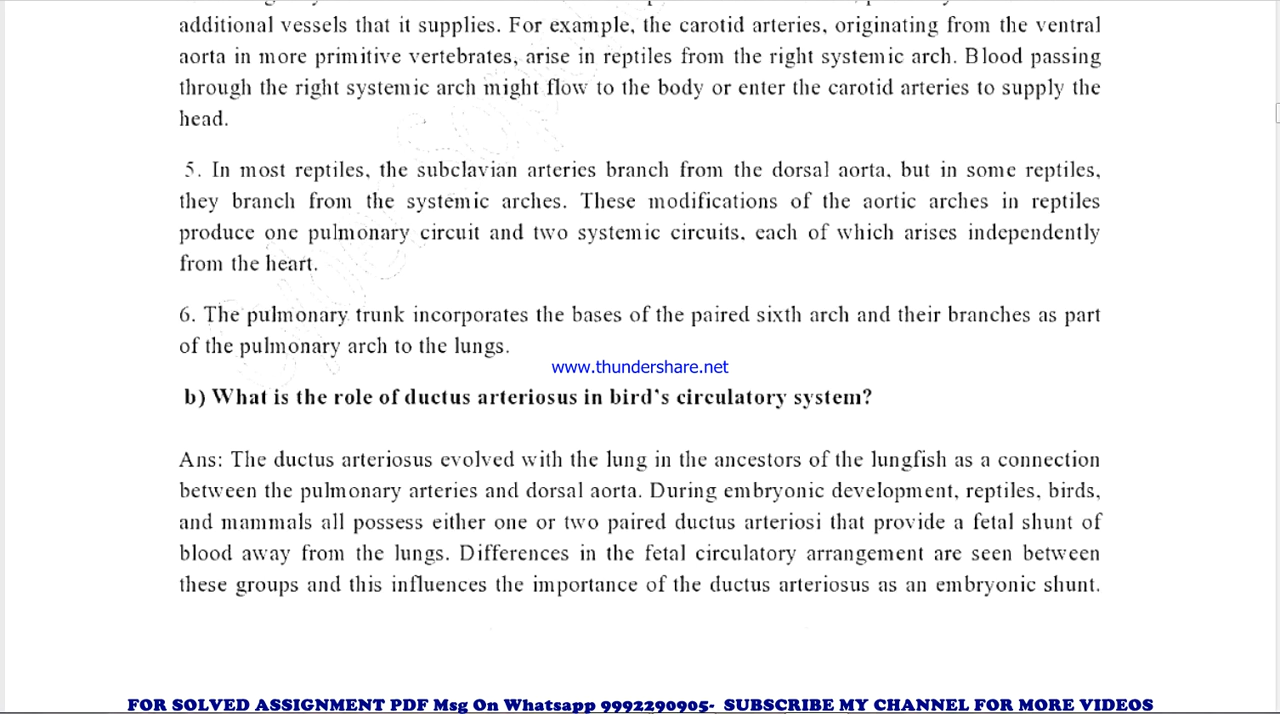 additional vessels that it supplies. For example, the carotid arteries, originating from the ventral
aorta in more primitive vertebrates, arise in reptiles from the right systemic arch. Blood passing
through the right systemic arch might flow to the body or enter the carotid arteries to supply the
head.
5. In most reptiles, the subclavian arteries branch from the dorsal aorta, but in some reptiles,
they branch from the systemic arches. These modifications of the aortic arches in reptiles
produce one pulmonary circuit and two systemic circuits, each of which arises independently
from the heart.
6. The pulmonary trunk incorporates the bases of the paired sixth arch and their branches as part
of the pulmonary arch to the lungs.
www.thundershare.net
b) What is the role of ductus arteriosus in bird's circulatory system?
Ans: The ductus arteriosus evolved with the lung in the ancestors of the lungfish as a connection
between the pulmonary arteries and dorsal aorta. During embryonic development, reptiles, birds,
and mammals all possess either one or two paired ductus arteriosi that provide a fetal shunt of
blood away from the lungs. Differences in the fetal circulatory arrangement are seen between
these groups and this influences the importance of the ductus arteriosus as an embryonic shunt.
FOR SOLVED ASSIGNMENT PDF Msg On Whatsapp 9992290905- SUBSCRIBE MY CHANNEL FOR MORE VIDEOS